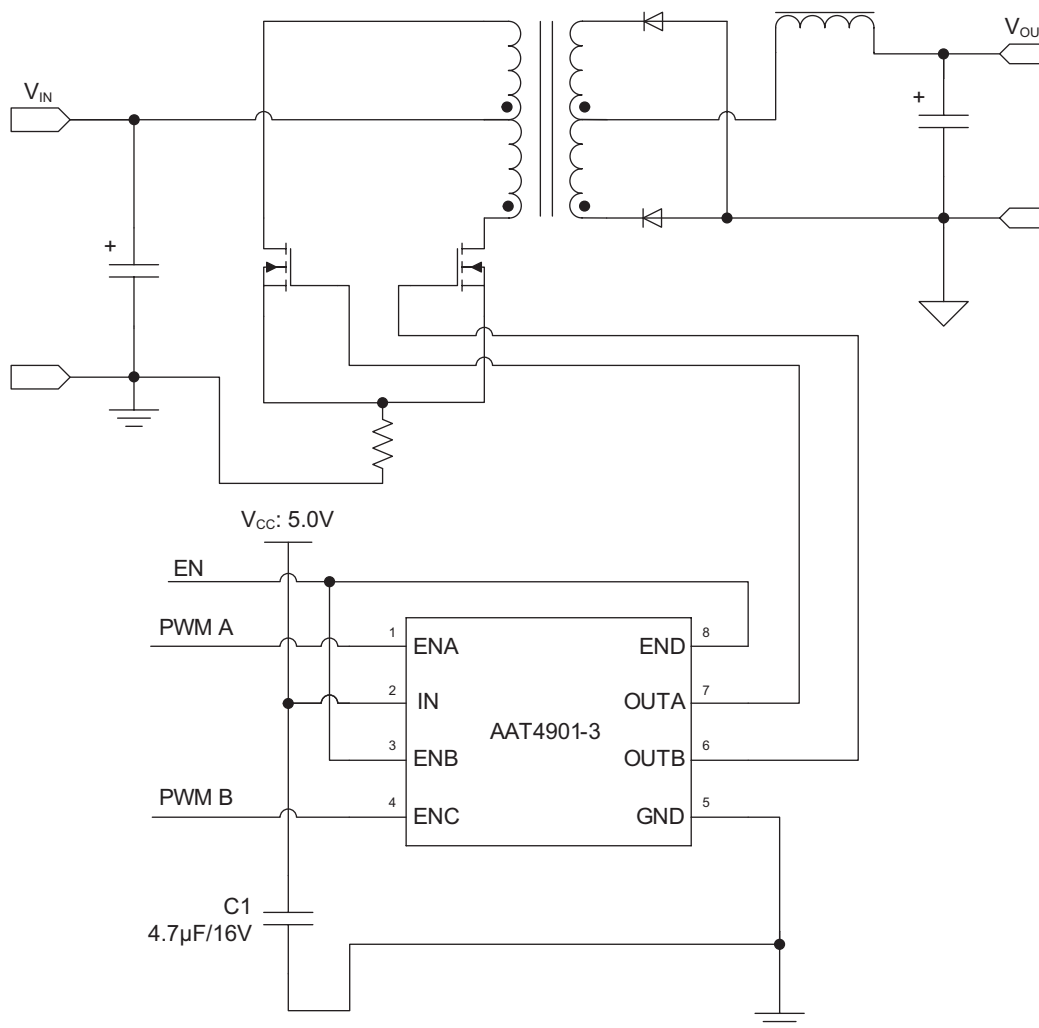 V_OU
V_IN
+
+
V_CC: 5.0V
EN
PWM A
1 ENA
END 8
2 IN
OUTA 7
AAT4901-3
3 ENB
OUTB 6
PWM B
4 ENC
GND 5
C1
4.7µF/16V